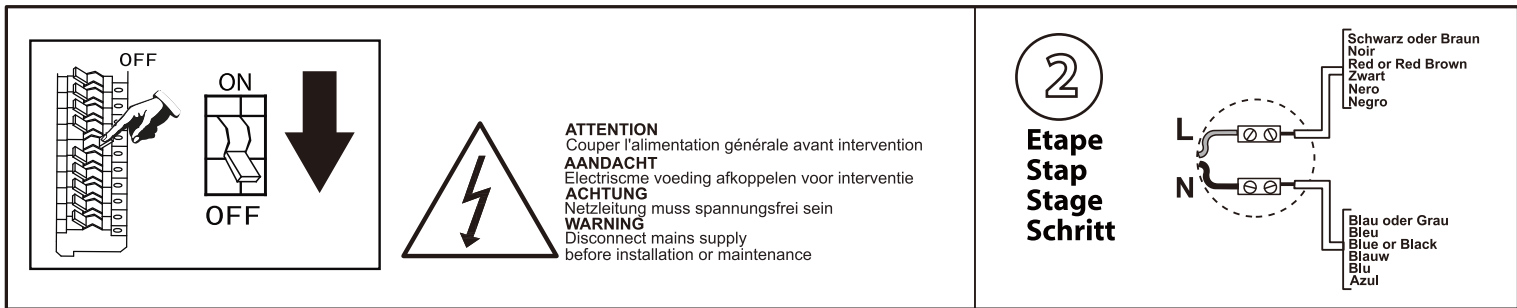 OFF
ON
OFF
ATTENTION
Couper l'alimentation générale avant intervention
AANDACHT
Electriscme voeding afkoppelen voor interventie
ACHTUNG
Netzleitung muss spannungsfrei sein
WARNING
Disconnect mains supply
before installation or maintenance
2
Etape
Stap
Stage
Schritt
L
N
Schwarz oder Braun
Noir
Red or Red Brown
Zwart
Nero
Negro
Blau oder Grau
Bleu
Blue or Black
Blauw
Blu
Azul